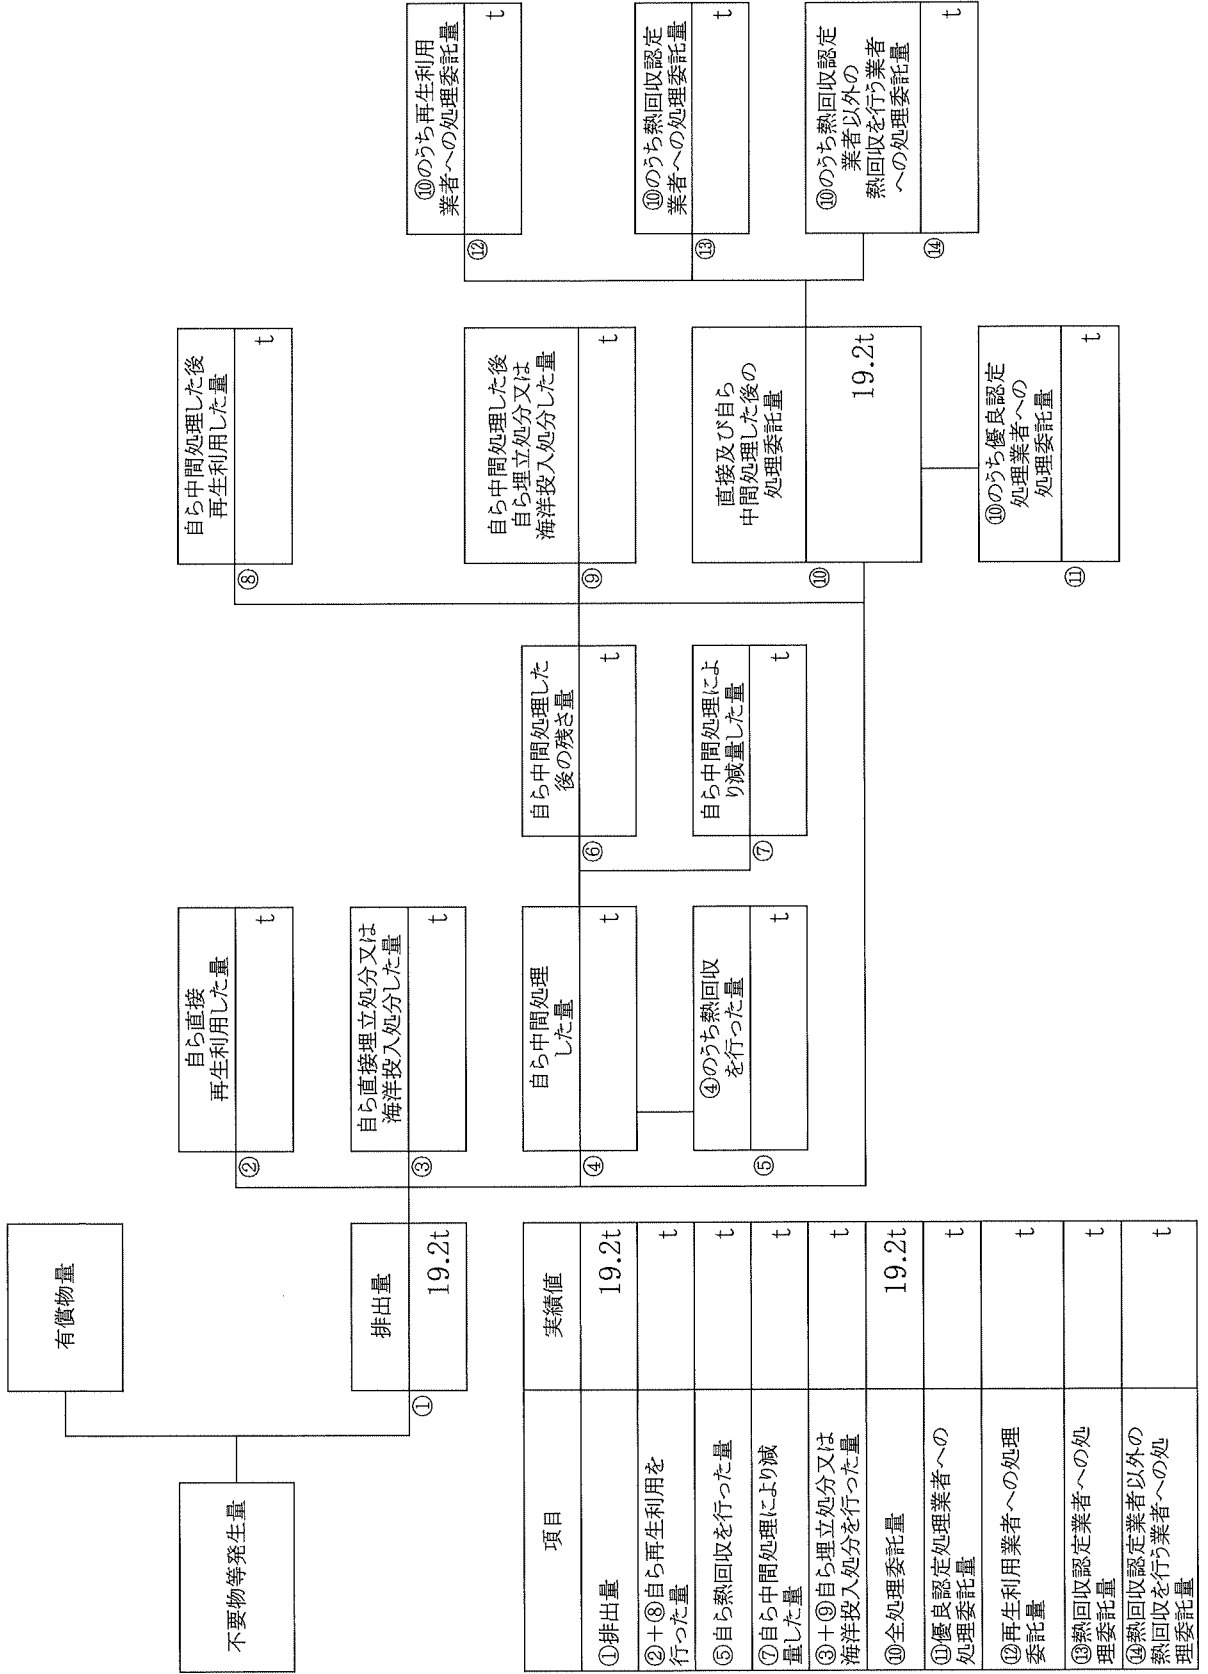 不要物等発生量
有償物量
①
排出量
19.2t
②
自ら直接
再生利用した量
t
③
自ら直接埋立処分又は
海洋投入処分した量
t
④
自ら中間処理
した量
t
⑤
④のうち熱回収
を行った量
t
⑥
自ら中間処理した
後の残さ量
t
⑦
自ら中間処理によ
り減量した量
t
⑧
自ら中間処理した後
再生利用した量
t
⑨
自ら中間処理した後
自ら埋立処分又は
海洋投入処分した量
t
⑩
直接及び自ら
中間処理した後の
処理委託量
19.2t
⑪
⑩のうち優良認定
処理業者への
処理委託量
t
⑫
⑩のうち再生利用
業者への処理委託量
t
⑬
⑩のうち熱回収認定
業者への処理委託量
t
⑭
⑩のうち熱回収認定
業者以外の
熱回収を行う業者
への処理委託量
t
項目
実績値
①排出量
19.2t
②+⑧自ら再生利用を
行った量
t
⑤自ら熱回収を行った量
t
⑦自ら中間処理により減
量した量
t
③+⑨自ら埋立処分又は
海洋投入処分を行った量
t
⑩全処理委託量
19.2t
⑪優良認定処理業者への
処理委託量
t
⑫再生利用業者への処理
委託量
t
⑬熱回収認定業者への処
理委託量
t
⑭熱回収認定業者以外の
熱回収を行う業者への処
理委託量
t